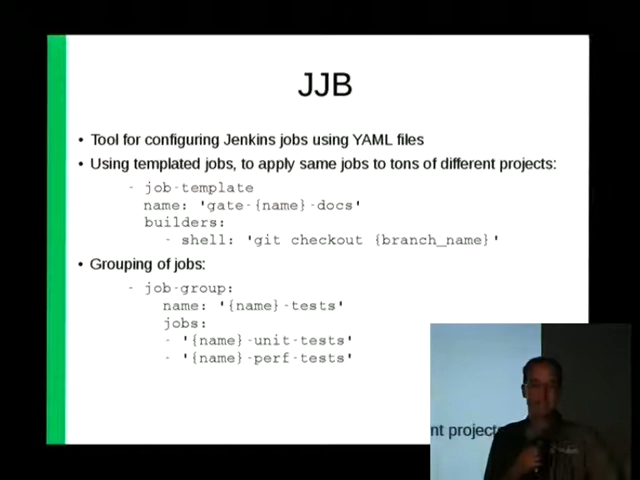 JJB
• Tool for configuring Jenkins jobs using YAML files
• Using templated jobs, to apply same jobs to tons of different projects:
- job-template
name: 'gate-{name}-docs'
builders:
- shell: 'git checkout {branch_name}'
• Grouping of jobs:
- job-group:
name: '{name}-tests'
jobs:
- '{name}-unit-tests'
- '{name}-perf-tests'
nt projects